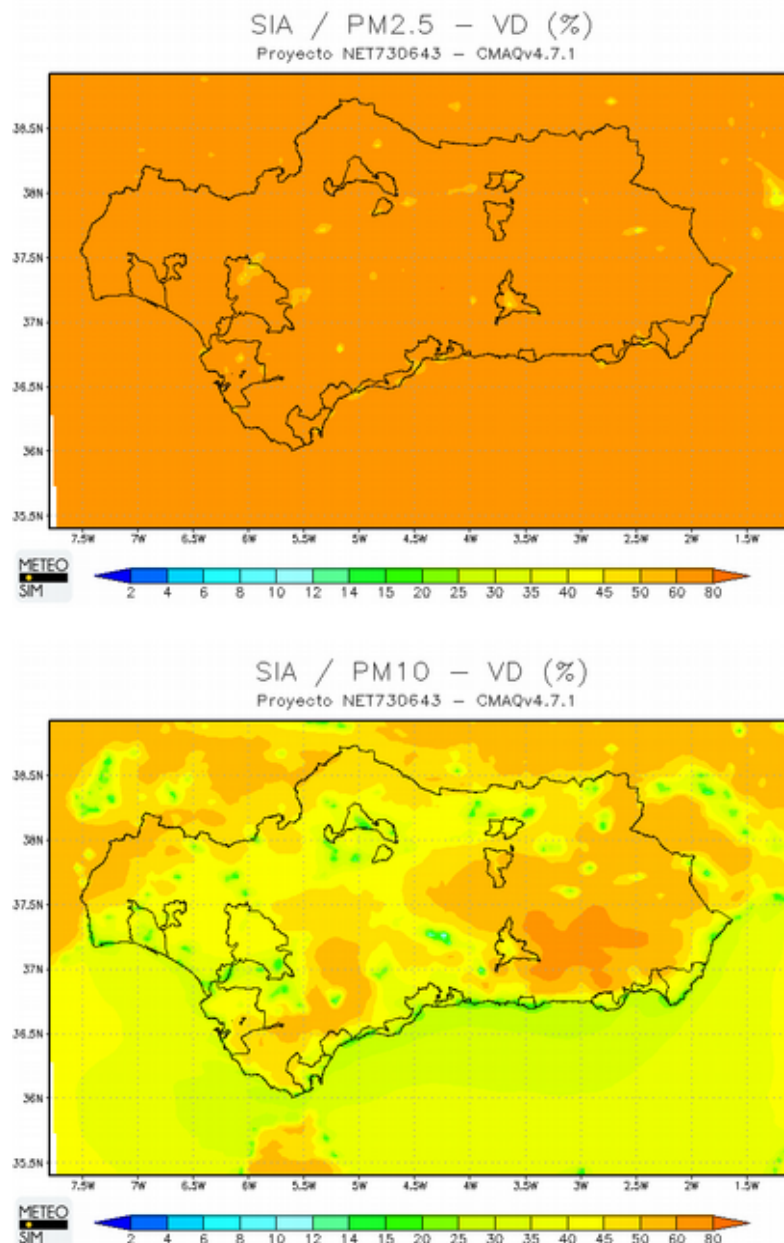 SIA / PM2.5 – VD (%)
Proyecto NET730643 – CMAQv4.7.1
38.5N
38N
37.5N
37N
36.5N
36N
35.5N
7.5W 7W 6.5W 6W 5.5W 5W 4.5W 4W 3.5W 3W 2.5W 2W 1.5W
METEO
SIM
2 4 6 8 10 12 14 15 20 25 30 35 40 45 50 60 80
SIA / PM10 – VD (%)
Proyecto NET730643 – CMAQv4.7.1
38.5N
38N
37.5N
37N
36.5N
36N
35.5N
7.5W 7W 6.5W 6W 5.5W 5W 4.5W 4W 3.5W 3W 2.5W 2W 1.5W
METEO
SIM
2 4 6 8 10 12 14 15 20 25 30 35 40 45 50 60 80